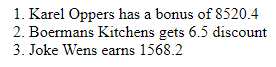 1. Karel Oppers has a bonus of 8520.4
2. Boermans Kitchens gets 6.5 discount
3. Joke Wens earns 1568.2